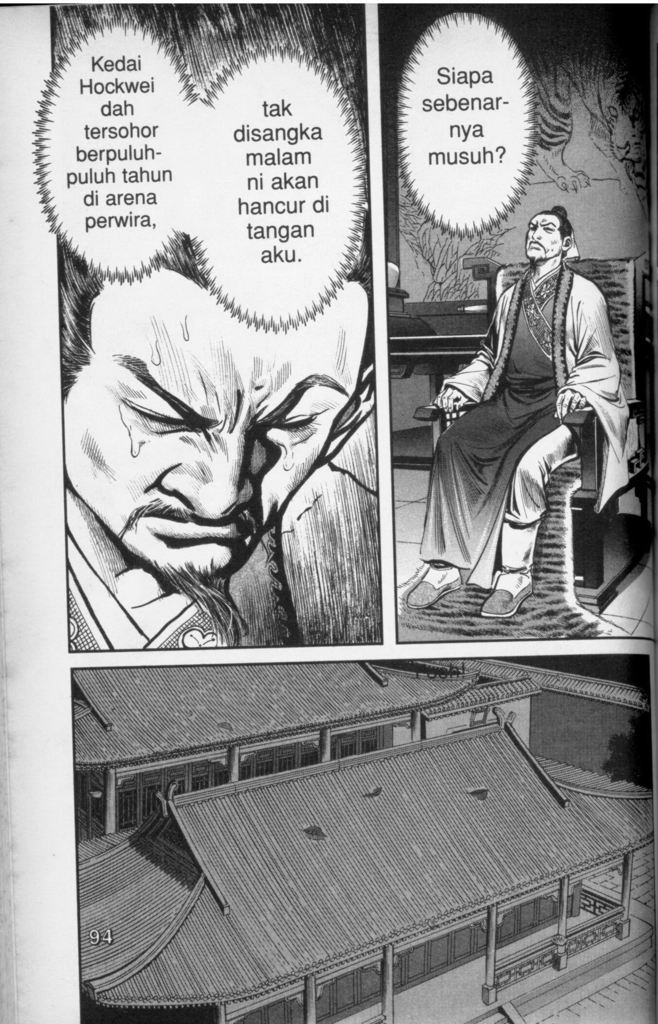 Kedai
Hockwei
dah
tersohor
berpuluh-
puluh tahun
di arena
perwira,
tak
disangka
malam
ni akan
hancur di
tangan
aku.
Siapa
sebenar-
nya
musuh?
94